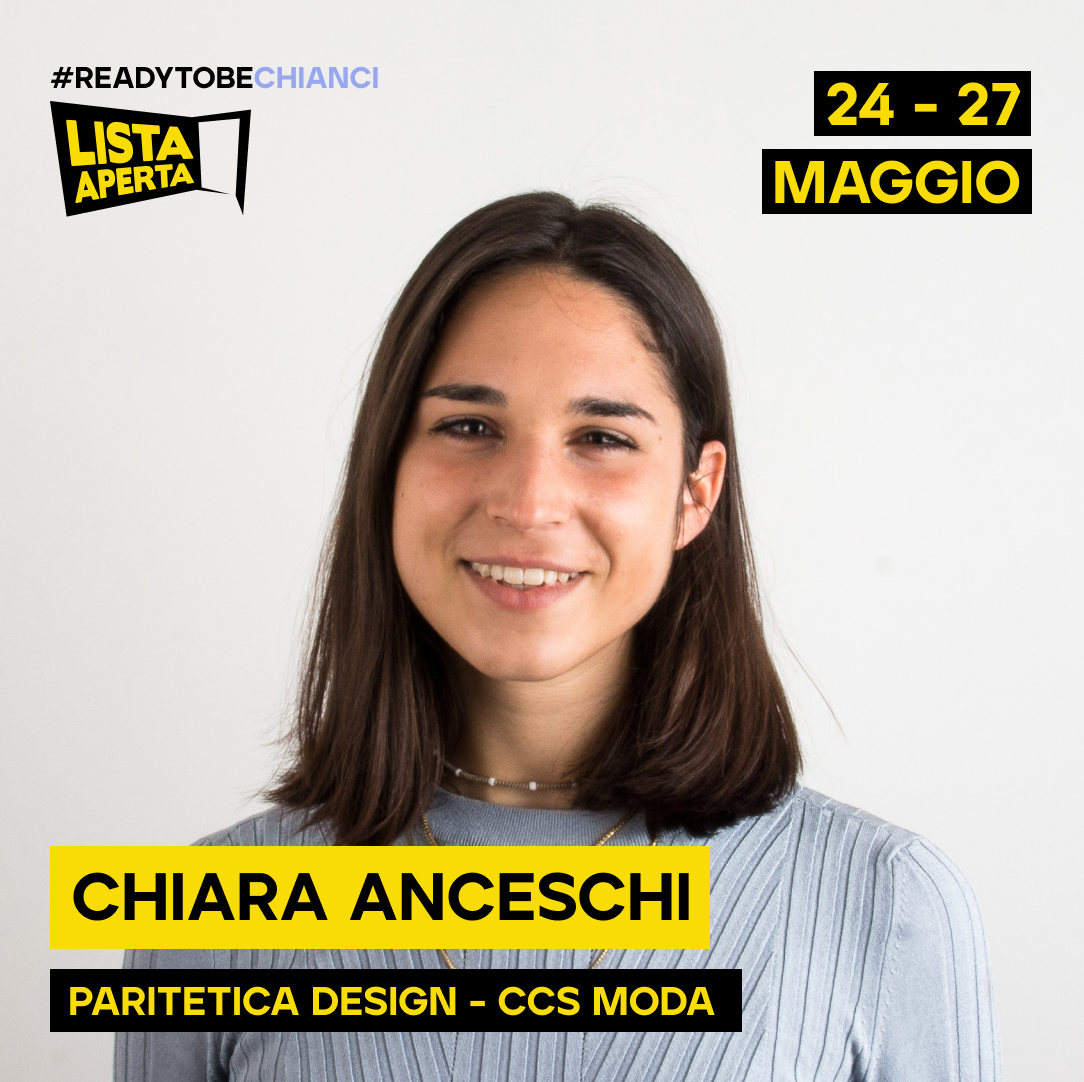 #READYTOBECHIANCI
LISTA
APERTA
24 - 27
MAGGIO
CHIARA ANCESCHI
PARITETICA DESIGN - CCS MODA